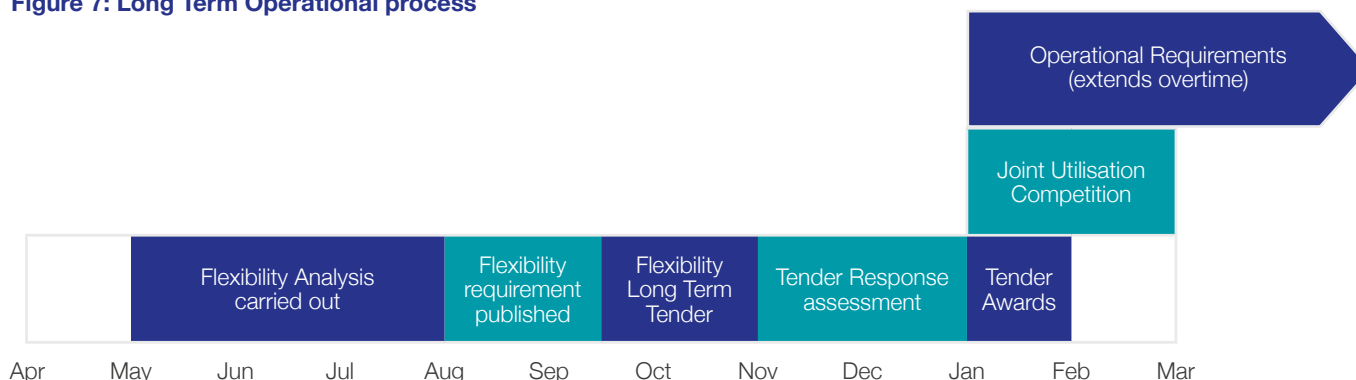 Figure 7: Long Term Operational process
Operational Requirements
(extends overtime)
Joint Utilisation
Competition
Flexibility Analysis
carried out
Flexibility
requirement
published
Flexibility
Long Term
Tender
Tender Response
assessment
Tender
Awards
Apr May Jun Jul Aug Sep Oct Nov Dec Jan Feb Mar